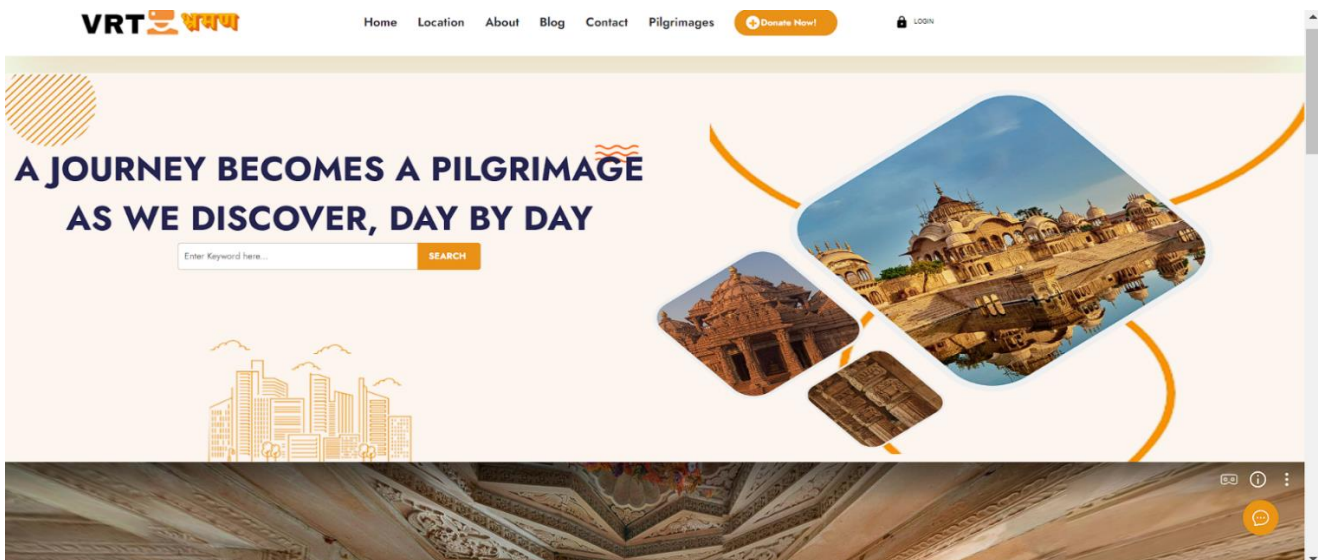 VRT भ्रमण
Home Location About Blog Contact Pilgrimages Donate Now! LOGIN
A JOURNEY BECOMES A PILGRIMAGE
AS WE DISCOVER, DAY BY DAY
Enter Keyword here... SEARCH